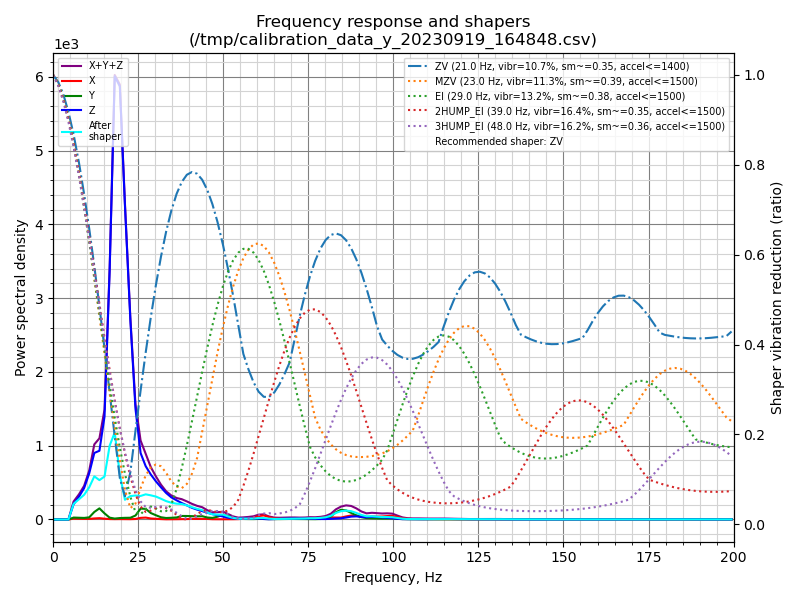 Frequency response and shapers
(/tmp/calibration_data_y_20230919_164848.csv)
1e3
X+Y+Z
X
Y
Z
After
shaper
ZV (21.0 Hz, vibr=10.7%, sm~=0.35, accel<=1400)
MZV (23.0 Hz, vibr=11.3%, sm~=0.39, accel<=1500)
EI (29.0 Hz, vibr=13.2%, sm~=0.38, accel<=1500)
2HUMP_EI (39.0 Hz, vibr=16.4%, sm~=0.35, accel<=1500)
3HUMP_EI (48.0 Hz, vibr=16.2%, sm~=0.36, accel<=1500)
Recommended shaper: ZV
6
5
4
3
2
1
0
Power spectral density
1.0
0.8
0.6
0.4
0.2
0.0
Shaper vibration reduction (ratio)
0 25 50 75 100 125 150 175 200
Frequency, Hz